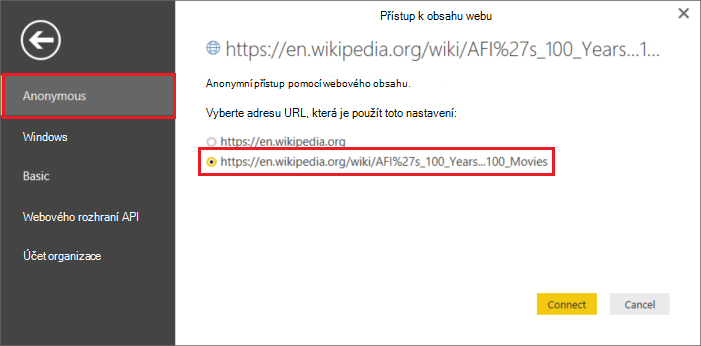 Přístup k obsahu webu
https://en.wikipedia.org/wiki/AFI%27s_100_Years...1...
Anonymní přístup pomocí webového obsahu.
Vyberte adresu URL, která je použít toto nastavení:
https://en.wikipedia.org
https://en.wikipedia.org/wiki/AFI%27s_100_Years...100_Movies
Anonymous
Windows
Basic
Webového rozhraní API
Účet organizace
Connect
Cancel